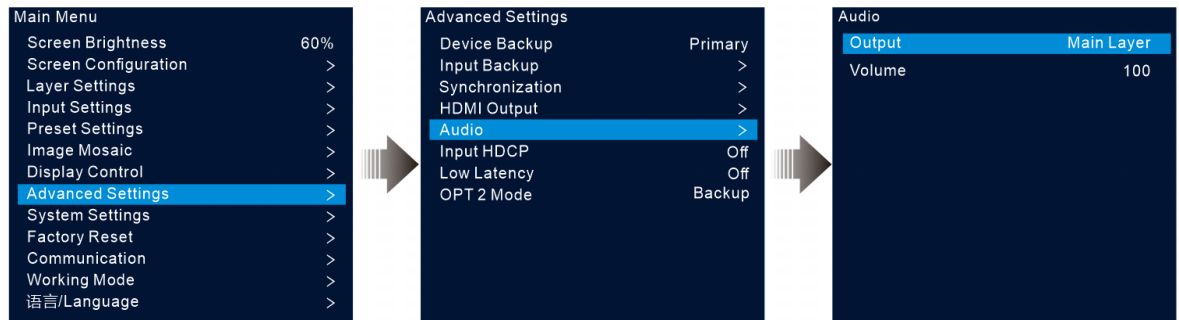 Main Menu
Screen Brightness 60%
Screen Configuration >
Layer Settings >
Input Settings >
Preset Settings >
Image Mosaic >
Display Control >
Advanced Settings >
System Settings >
Factory Reset >
Communication >
Working Mode >
语言/Language >
Advanced Settings
Device Backup Primary
Input Backup >
Synchronization >
HDMI Output >
Audio >
Input HDCP Off
Low Latency Off
OPT 2 Mode Backup
Audio
Output Main Layer
Volume 100